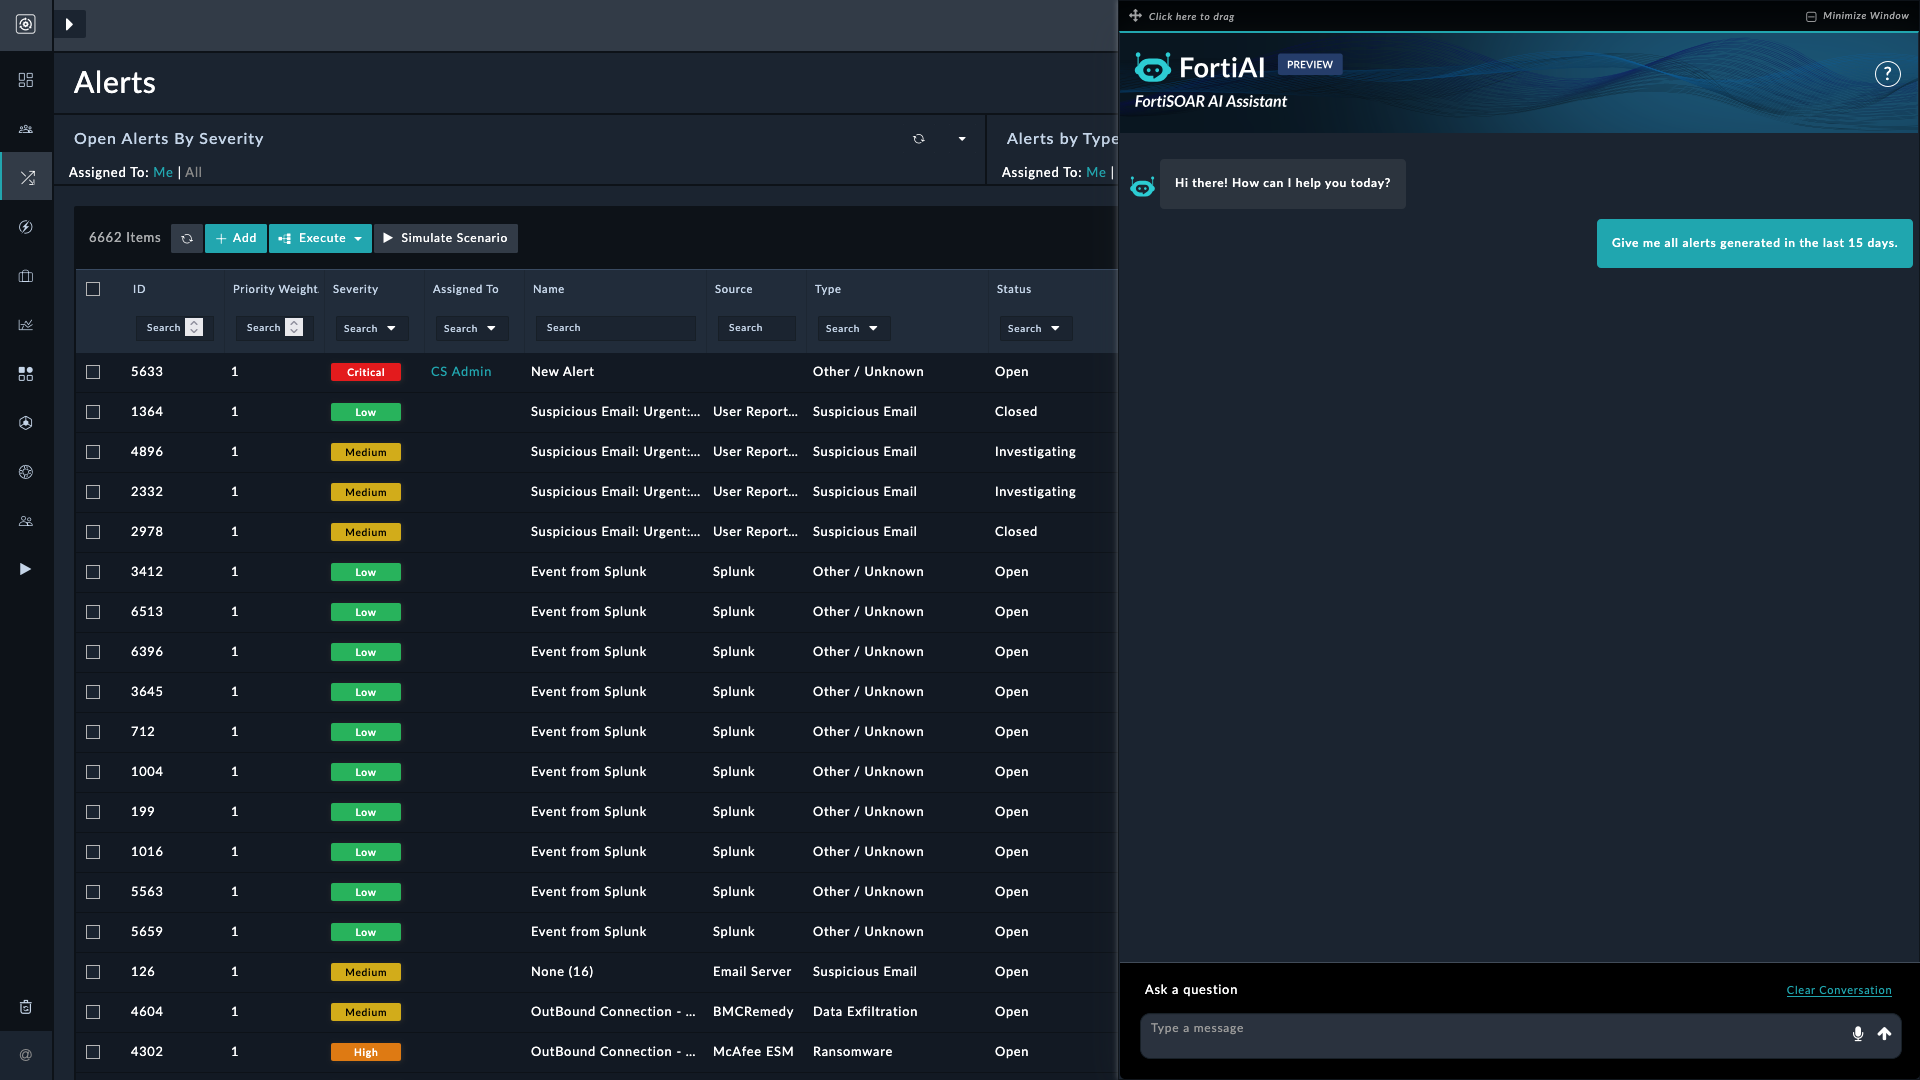 Click here to drag
Minimize Window
Alerts
FortiAI PREVIEW
FortiSOAR AI Assistant
?
Open Alerts By Severity
Assigned To: Me | All
Alerts by Type
Assigned To: Me |
Hi there! How can I help you today?
Give me all alerts generated in the last 15 days.
6662 Items
+ Add
Execute
Simulate Scenario
ID Priority Weight Severity Assigned To Name Source Type Status
Search Search Search Search Search Search Search Search
5633 1 Critical CS Admin New Alert Other / Unknown Open
1364 1 Low Suspicious Email: Urgent:... User Report... Suspicious Email Closed
4896 1 Medium Suspicious Email: Urgent:... User Report... Suspicious Email Investigating
2332 1 Medium Suspicious Email: Urgent:... User Report... Suspicious Email Investigating
2978 1 Medium Suspicious Email: Urgent:... User Report... Suspicious Email Closed
3412 1 Low Event from Splunk Splunk Other / Unknown Open
6513 1 Low Event from Splunk Splunk Other / Unknown Open
6396 1 Low Event from Splunk Splunk Other / Unknown Open
3645 1 Low Event from Splunk Splunk Other / Unknown Open
712 1 Low Event from Splunk Splunk Other / Unknown Open
1004 1 Low Event from Splunk Splunk Other / Unknown Open
199 1 Low Event from Splunk Splunk Other / Unknown Open
1016 1 Low Event from Splunk Splunk Other / Unknown Open
5563 1 Low Event from Splunk Splunk Other / Unknown Open
5659 1 Low Event from Splunk Splunk Other / Unknown Open
126 1 Medium None (16) Email Server Suspicious Email Open
4604 1 Medium OutBound Connection - ... BMCRemedy Data Exfiltration Open
4302 1 High OutBound Connection - ... McAfee ESM Ransomware Open
@
Ask a question
Clear Conversation
Type a message